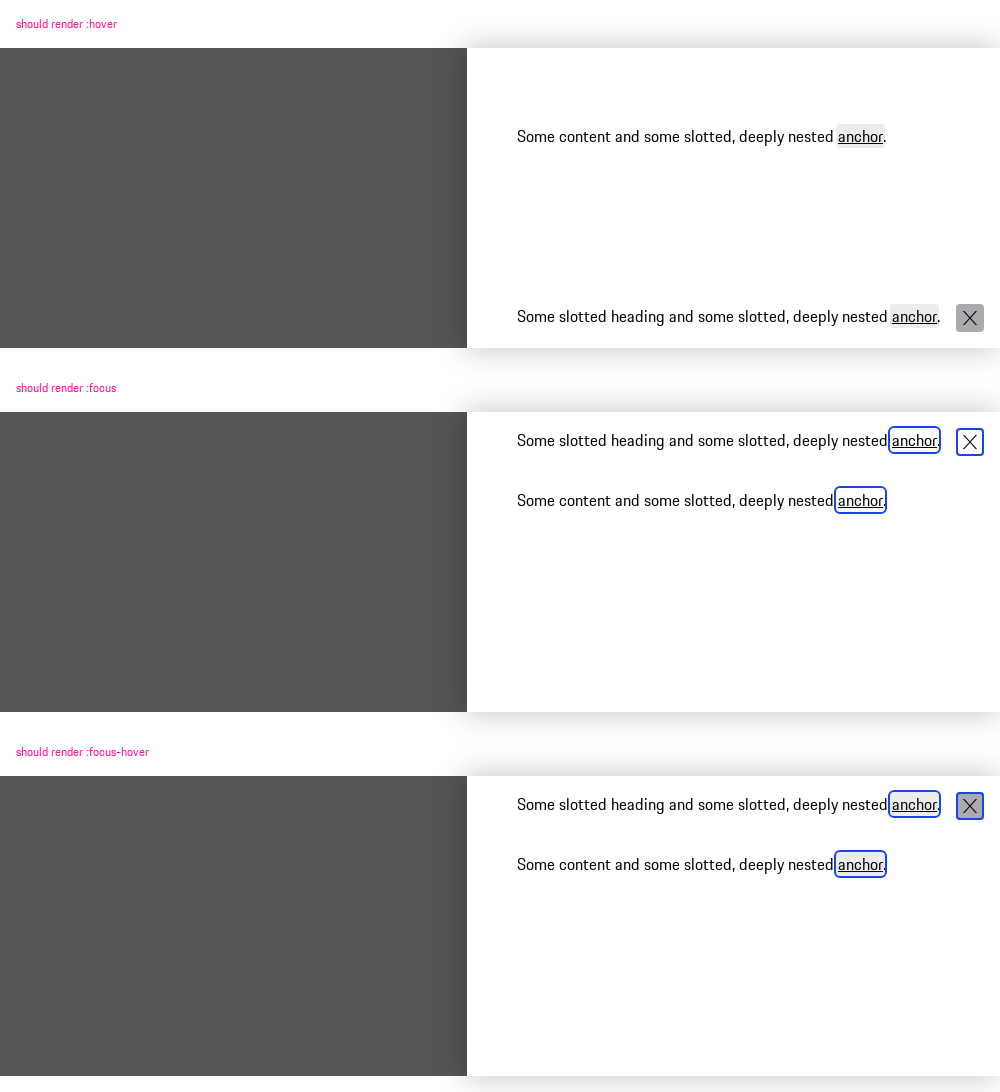 should render :hover
Some content and some slotted, deeply nested anchor.
Some slotted heading and some slotted, deeply nested anchor.
should render :focus
Some slotted heading and some slotted, deeply nested anchor.
Some content and some slotted, deeply nested anchor.
should render :focus-hover
Some slotted heading and some slotted, deeply nested anchor.
Some content and some slotted, deeply nested anchor.